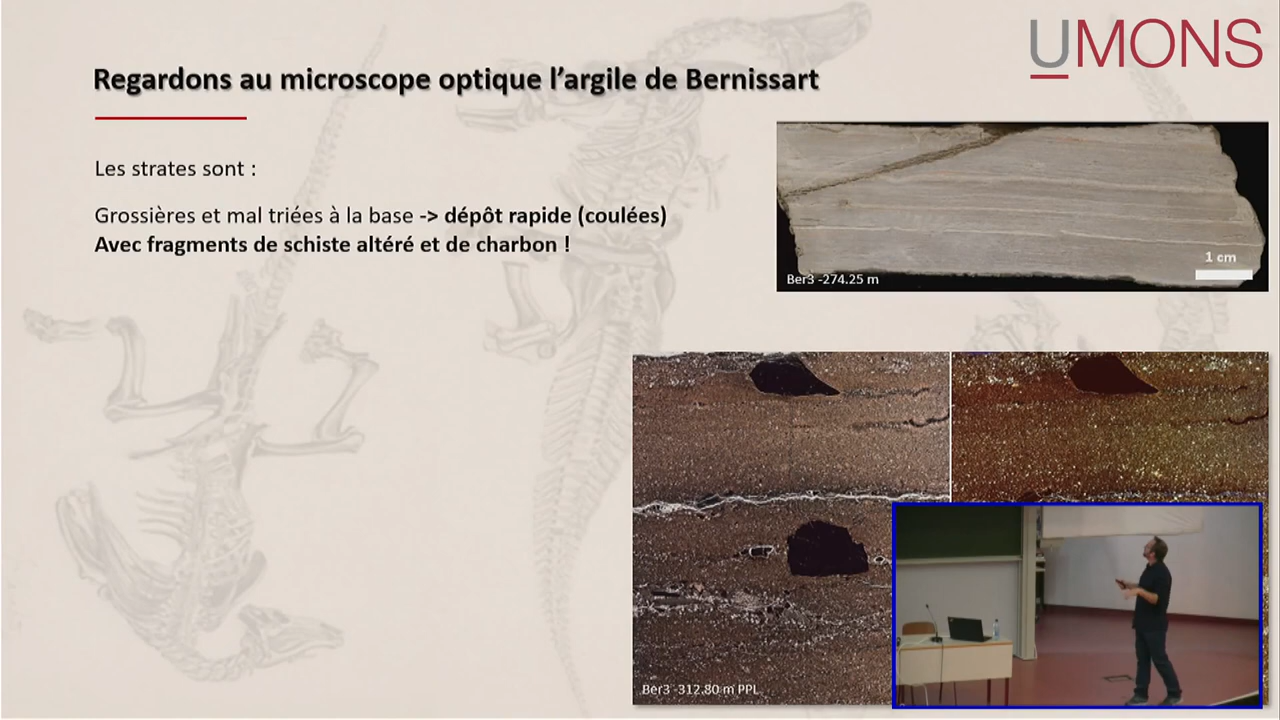 UMONS
Regardons au microscope optique l’argile de Bernissart
Les strates sont :
Grossières et mal triées à la base -> dépôt rapide (coulées)
Avec fragments de schiste altéré et de charbon !
1 cm
Ber3 -274.25 m
Ber3 -312.80 m PPL